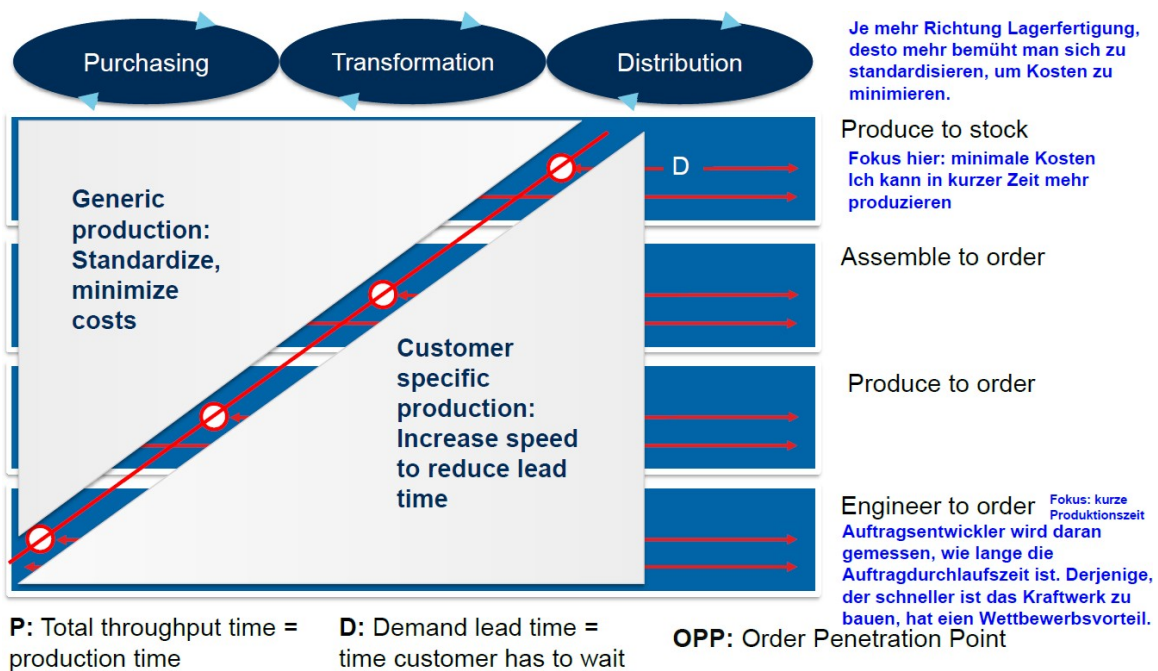 Purchasing
Transformation
Distribution
Je mehr Richtung Lagerfertigung,
desto mehr bemüht man sich zu
standardisieren, um Kosten zu
minimieren.
Produce to stock
Fokus hier: minimale Kosten
Ich kann in kurzer Zeit mehr
produzieren
D
Generic
production:
Standardize,
minimize
costs
Assemble to order
Customer
specific
production:
Increase speed
to reduce lead
time
Produce to order
Engineer to order
Fokus: kurze
Produktionszeit
Auftragsentwickler wird daran
gemessen, wie lange die
Auftragdurchlaufszeit ist. Derjenige,
der schneller ist das Kraftwerk zu
bauen, hat eien Wettbewerbsvorteil.
P: Total throughput time =
production time
D: Demand lead time =
time customer has to wait
OPP: Order Penetration Point